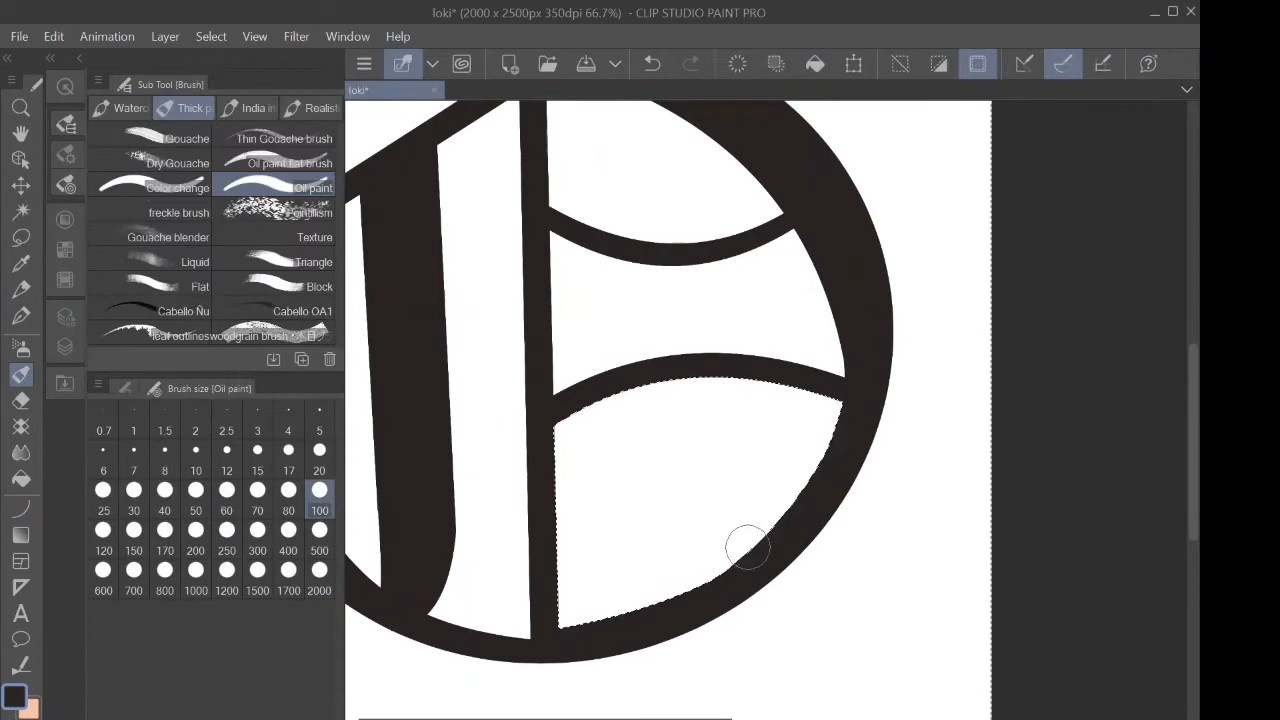 loki* (2000 x 2500px 350dpi 66.7%) - CLIP STUDIO PAINT PRO
File Edit Animation Layer Select View Filter Window Help
Sub Tool [Brush]
loki*
Waterc Thick p India in Realist
Gouache Thin Gouache brush
Dry Gouache Oil paint flat brush
Color change Oil paint
freckle brush Pointillism
Gouache blender Texture
Liquid Triangle
Flat Block
Cabello Ñu Cabello OA1
leaf outlines woodgrain brush
Brush size [Oil paint]
0.7 1 1.5 2 2.5 3 4 5
6 7 8 10 12 15 17 20
25 30 40 50 60 70 80 100
120 150 170 200 250 300 400 500
600 700 800 1000 1200 1500 1700 2000